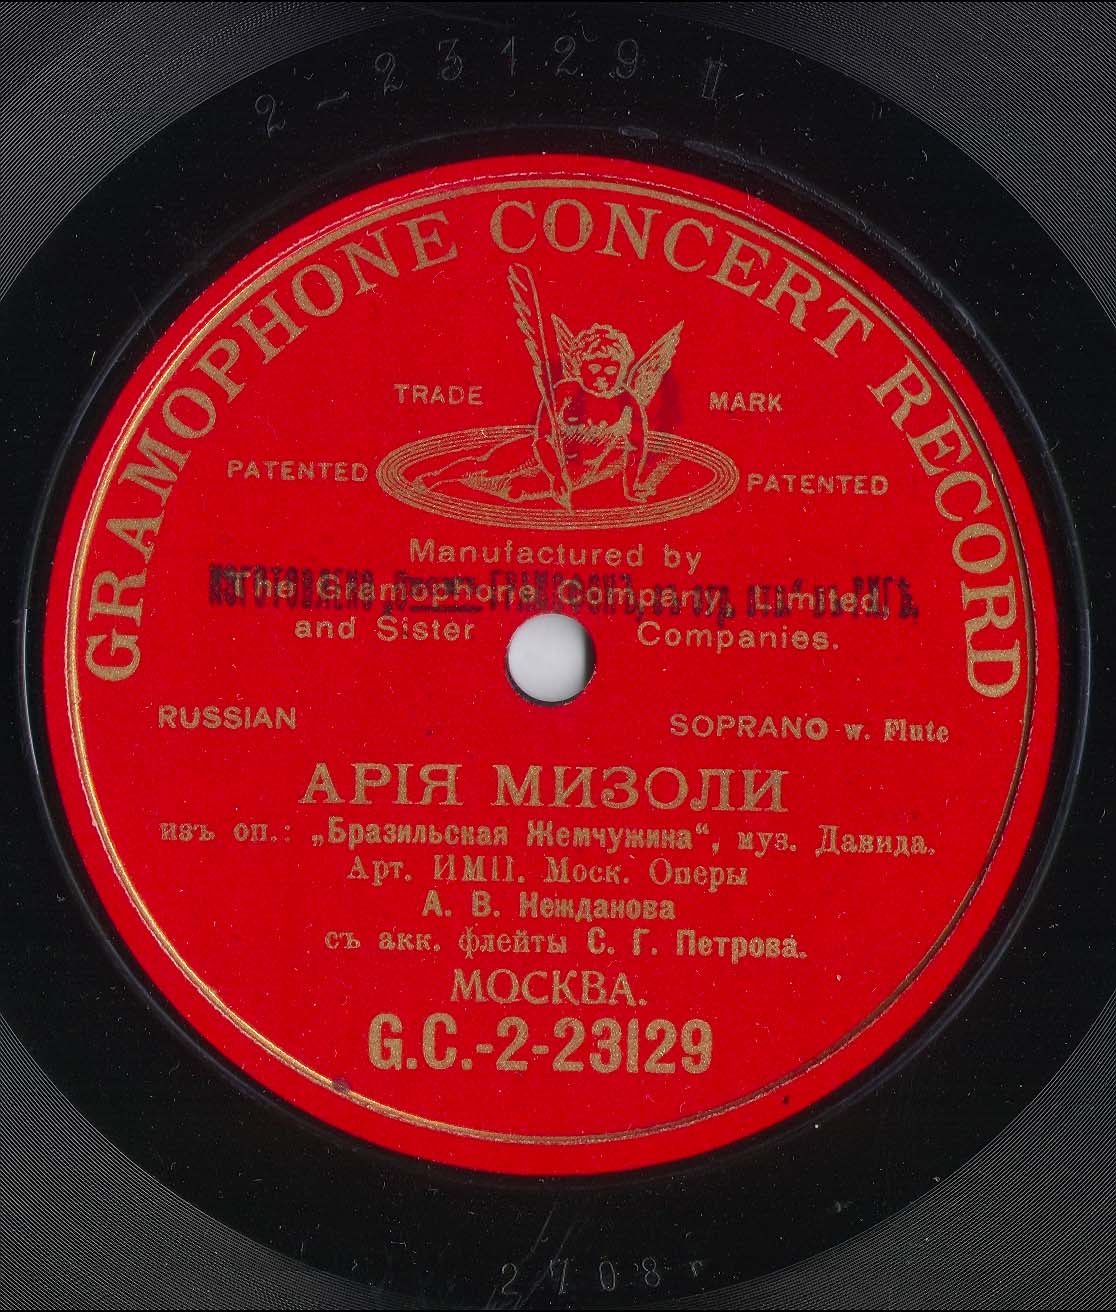 2-23129 II
GRAMOPHONE CONCERT RECORD
TRADE MARK
PATENTED PATENTED
Manufactured by
The Gramophone Company, Limited,
and Sister Companies.
RUSSIAN SOPRANO w. Flute
АРІЯ МИЗОЛИ
изъ оп.: „Бразильская Жемчужина“, муз. Давида.
Арт. ИМП. Моск. Оперы
А. В. Нежданова
съ акк. флейты С. Г. Петрова.
МОСКВА.
G.C.-2-23129
2708